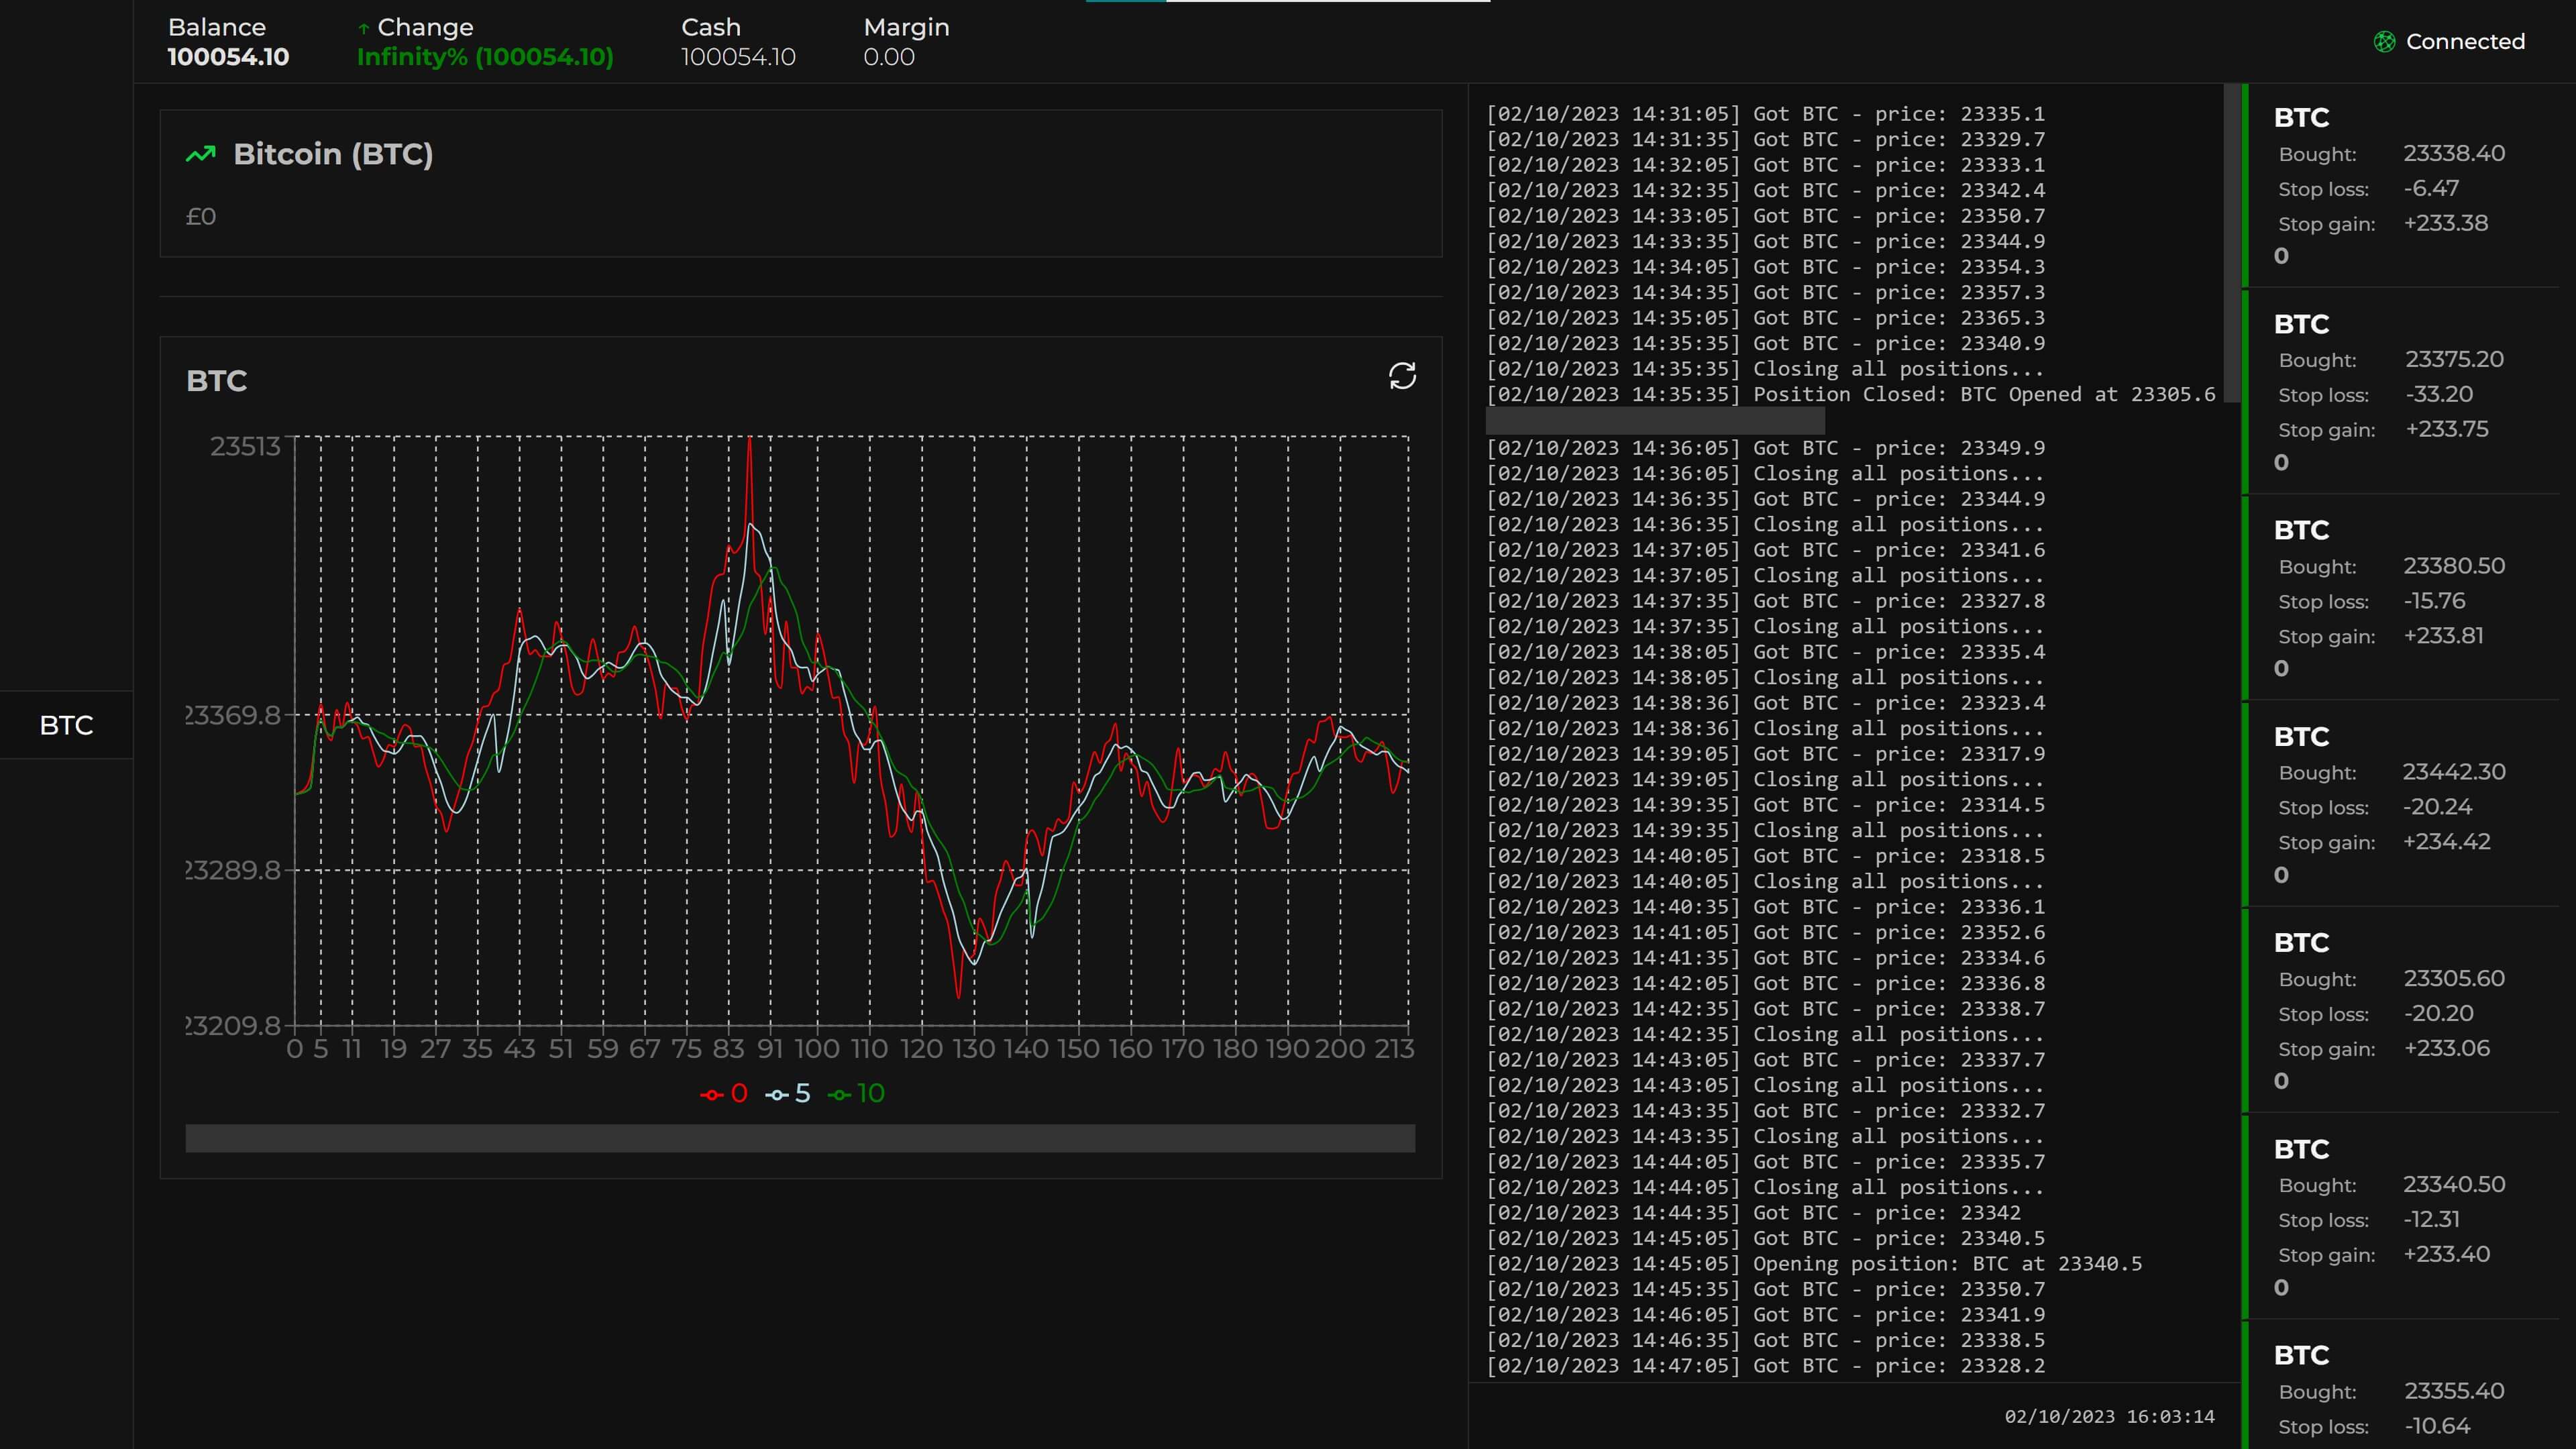 Balance
100054.10
↑ Change
Infinity% (100054.10)
Cash
100054.10
Margin
0.00
Connected
BTC
Bitcoin (BTC)
£0
BTC
23513
23369.8
23289.8
23209.8
0 5 11 19 27 35 43 51 59 67 75 83 91 100 110 120 130 140 150 160 170 180 190 200 213
0 5 10
[02/10/2023 14:31:05] Got BTC - price: 23335.1
[02/10/2023 14:31:35] Got BTC - price: 23329.7
[02/10/2023 14:32:05] Got BTC - price: 23333.1
[02/10/2023 14:32:35] Got BTC - price: 23342.4
[02/10/2023 14:33:05] Got BTC - price: 23350.7
[02/10/2023 14:33:35] Got BTC - price: 23344.9
[02/10/2023 14:34:05] Got BTC - price: 23354.3
[02/10/2023 14:34:35] Got BTC - price: 23357.3
[02/10/2023 14:35:05] Got BTC - price: 23365.3
[02/10/2023 14:35:35] Got BTC - price: 23340.9
[02/10/2023 14:35:35] Closing all positions...
[02/10/2023 14:35:35] Position Closed: BTC Opened at 23305.6
[02/10/2023 14:36:05] Got BTC - price: 23349.9
[02/10/2023 14:36:05] Closing all positions...
[02/10/2023 14:36:35] Got BTC - price: 23344.9
[02/10/2023 14:36:35] Closing all positions...
[02/10/2023 14:37:05] Got BTC - price: 23341.6
[02/10/2023 14:37:05] Closing all positions...
[02/10/2023 14:37:35] Got BTC - price: 23327.8
[02/10/2023 14:37:35] Closing all positions...
[02/10/2023 14:38:05] Got BTC - price: 23335.4
[02/10/2023 14:38:05] Closing all positions...
[02/10/2023 14:38:36] Got BTC - price: 23323.4
[02/10/2023 14:38:36] Closing all positions...
[02/10/2023 14:39:05] Got BTC - price: 23317.9
[02/10/2023 14:39:05] Closing all positions...
[02/10/2023 14:39:35] Got BTC - price: 23314.5
[02/10/2023 14:39:35] Closing all positions...
[02/10/2023 14:40:05] Got BTC - price: 23318.5
[02/10/2023 14:40:05] Closing all positions...
[02/10/2023 14:40:35] Got BTC - price: 23336.1
[02/10/2023 14:41:05] Got BTC - price: 23352.6
[02/10/2023 14:41:35] Got BTC - price: 23334.6
[02/10/2023 14:42:05] Got BTC - price: 23336.8
[02/10/2023 14:42:35] Got BTC - price: 23338.7
[02/10/2023 14:42:35] Closing all positions...
[02/10/2023 14:43:05] Got BTC - price: 23337.7
[02/10/2023 14:43:05] Closing all positions...
[02/10/2023 14:43:35] Got BTC - price: 23332.7
[02/10/2023 14:43:35] Closing all positions...
[02/10/2023 14:44:05] Got BTC - price: 23335.7
[02/10/2023 14:44:05] Closing all positions...
[02/10/2023 14:44:35] Got BTC - price: 23342
[02/10/2023 14:45:05] Got BTC - price: 23340.5
[02/10/2023 14:45:05] Opening position: BTC at 23340.5
[02/10/2023 14:45:35] Got BTC - price: 23350.7
[02/10/2023 14:46:05] Got BTC - price: 23341.9
[02/10/2023 14:46:35] Got BTC - price: 23338.5
[02/10/2023 14:47:05] Got BTC - price: 23328.2
02/10/2023 16:03:14
BTC
Bought: 23338.40
Stop loss: -6.47
Stop gain: +233.38
0
BTC
Bought: 23375.20
Stop loss: -33.20
Stop gain: +233.75
0
BTC
Bought: 23380.50
Stop loss: -15.76
Stop gain: +233.81
0
BTC
Bought: 23442.30
Stop loss: -20.24
Stop gain: +234.42
0
BTC
Bought: 23305.60
Stop loss: -20.20
Stop gain: +233.06
0
BTC
Bought: 23340.50
Stop loss: -12.31
Stop gain: +233.40
0
BTC
Bought: 23355.40
Stop loss: -10.64